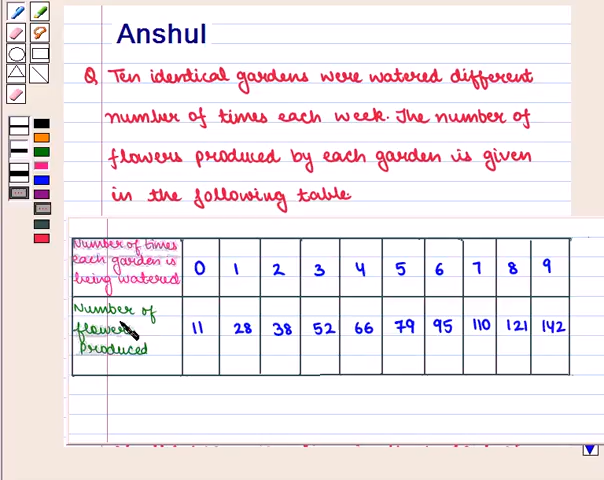 Anshul
Q, Ten identical gardens were watered different
number of times each week. The number of
flowers produced by each garden is given
in the following table
Number of times
each garden is
being watered
0 1 2 3 4 5 6 7 8 9
Number of
flowers
Produced
11 28 38 52 66 79 95 110 121 142